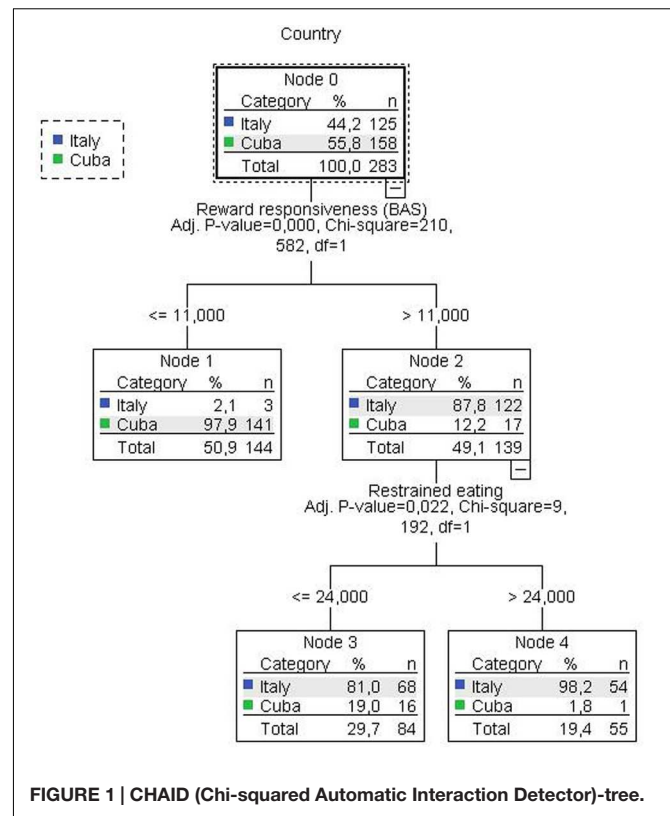 Country
Italy
Cuba
Node 0
Category % n
Italy 44,2 125
Cuba 55,8 158
Total 100,0 283
Reward responsiveness (BAS)
Adj. P-value=0,000, Chi-square=210,
582, df=1
<= 11,000
> 11,000
Node 1
Category % n
Italy 2,1 3
Cuba 97,9 141
Total 50,9 144
Node 2
Category % n
Italy 87,8 122
Cuba 12,2 17
Total 49,1 139
Restrained eating
Adj. P-value=0,022, Chi-square=9,
192, df=1
<= 24,000
> 24,000
Node 3
Category % n
Italy 81,0 68
Cuba 19,0 16
Total 29,7 84
Node 4
Category % n
Italy 98,2 54
Cuba 1,8 1
Total 19,4 55
FIGURE 1 | CHAID (Chi-squared Automatic Interaction Detector)-tree.